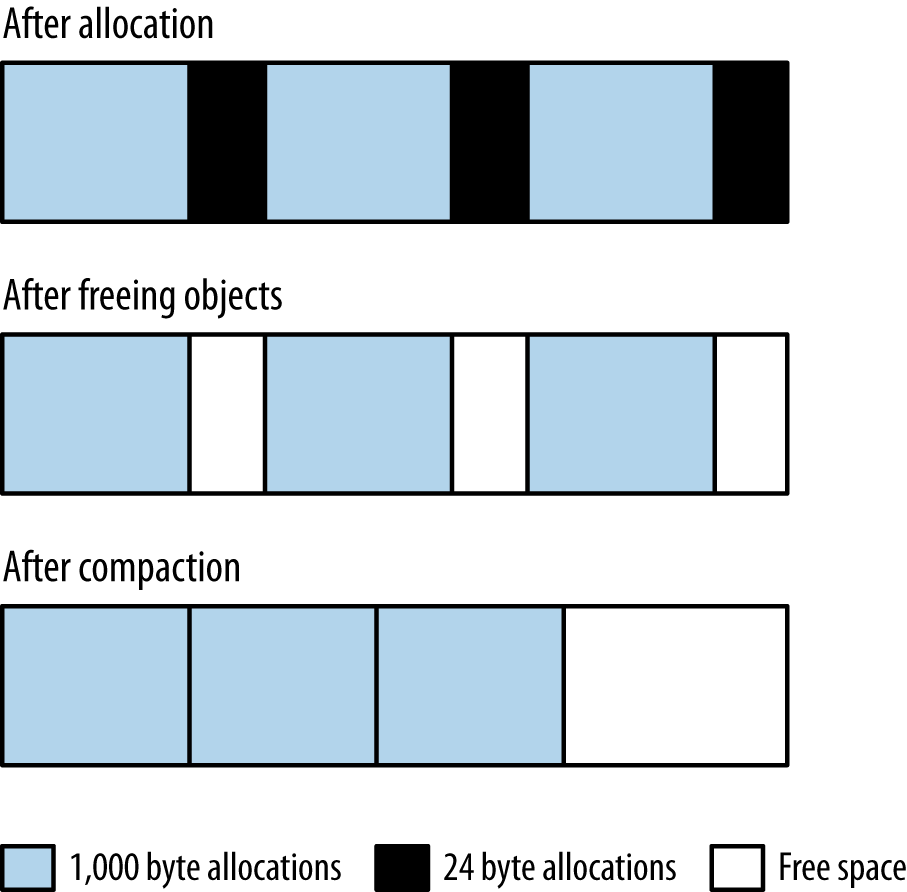 After allocation
After freeing objects
After compaction
1,000 byte allocations 24 byte allocations Free space